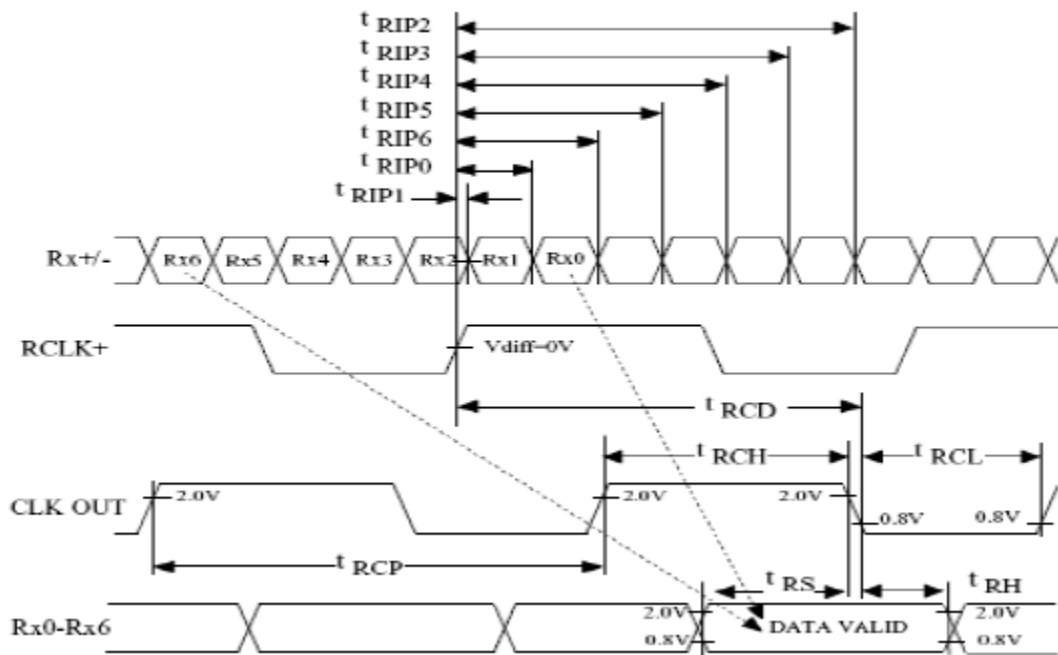 t RIP2
t RIP3
t RIP4
t RIP5
t RIP6
t RIP0
t RIP1
Rx+/- Rx6 Rx5 Rx4 Rx3 Rx2 Rx1 Rx0
RCLK+ Vdiff=0V
t RCD
t RCH t RCL
CLK OUT 2.0V 2.0V 2.0V 0.8V 0.8V
t RCP
t RS t RH
Rx0-Rx6 2.0V 0.8V DATA VALID 2.0V 0.8V